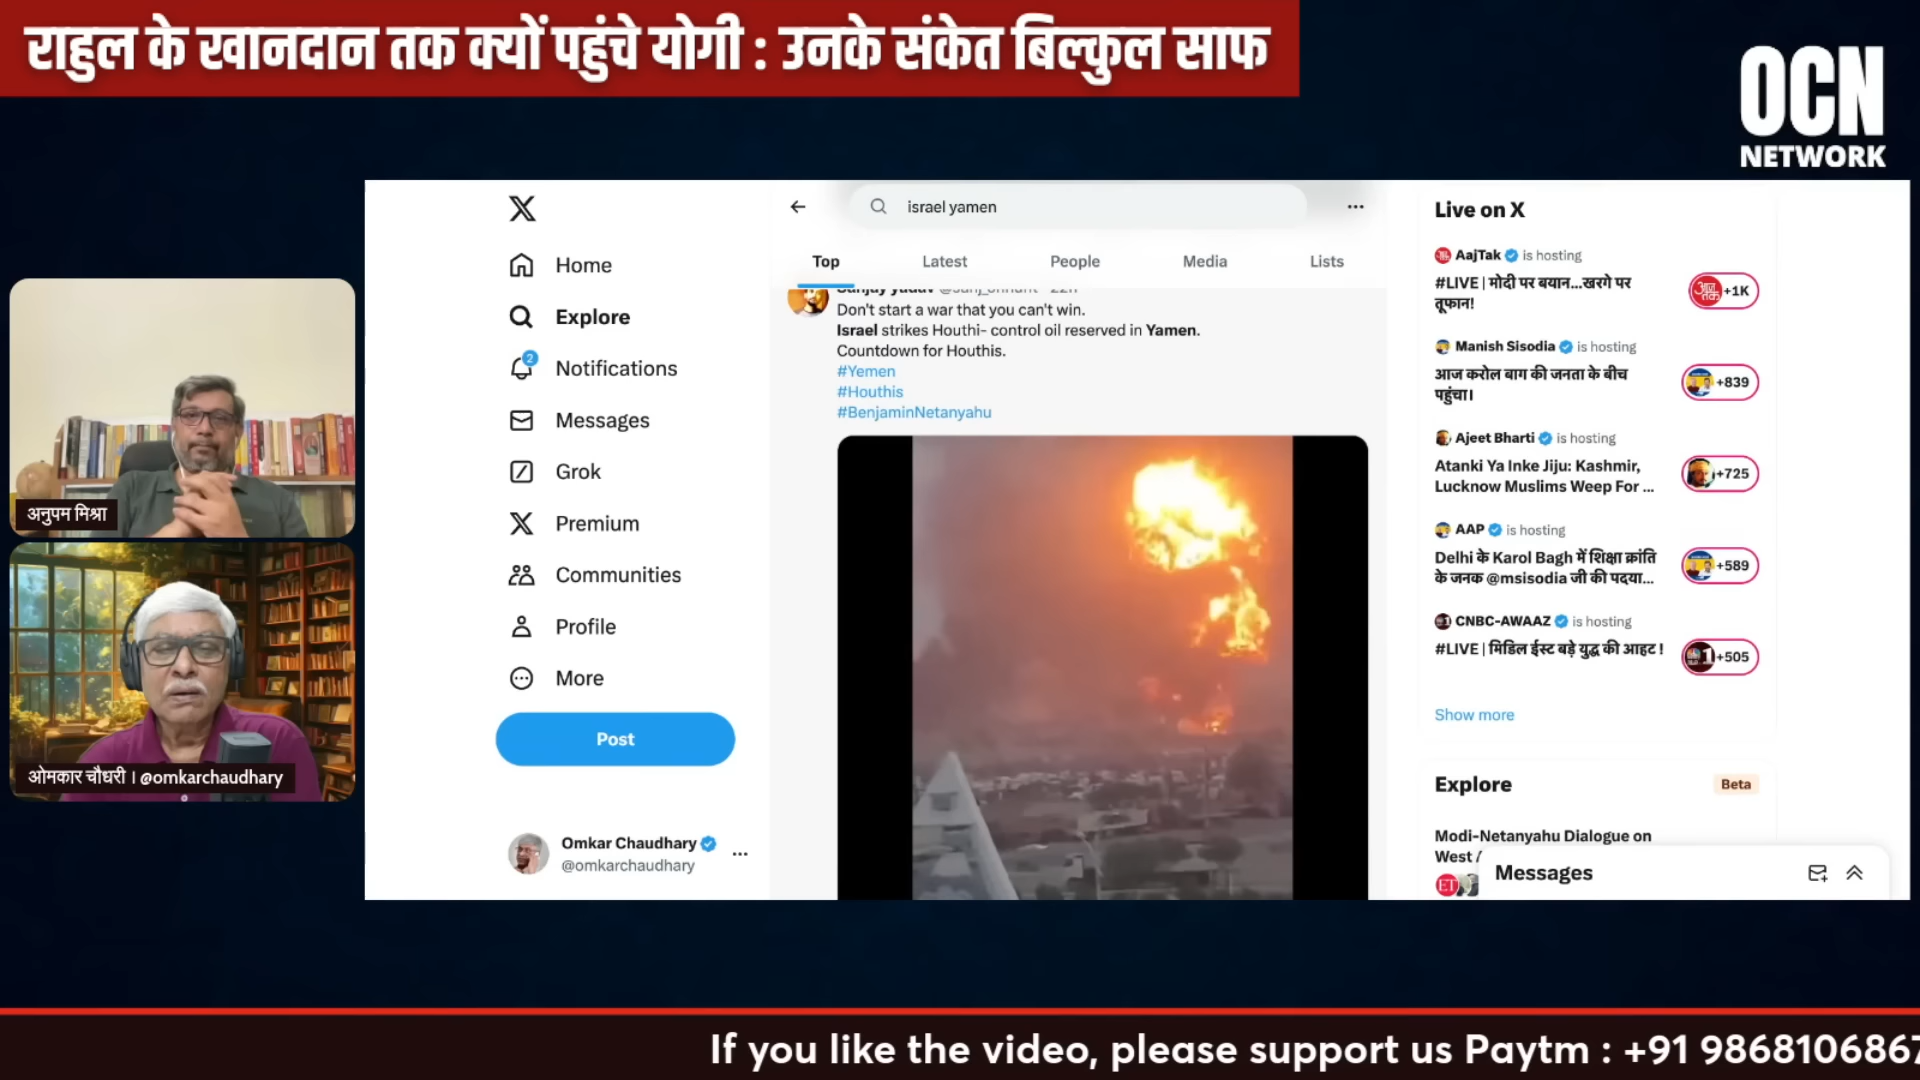 राहुल के खानदान तक क्यों पहुंचे योगी : उनके संकेत बिल्कुल साफ
OCN
NETWORK
अनुपम मिश्रा
ओमकार चौधरी । @omkarchaudhary
X
Home
Explore
2
Notifications
Messages
Grok
Premium
Communities
Profile
More
Post
Omkar Chaudhary
@omkarchaudhary
israel yamen
Top
Latest
People
Media
Lists
Don't start a war that you can't win.
Israel strikes Houthi- control oil reserved in Yamen.
Countdown for Houthis.
#Yemen
#Houthis
#BenjaminNetanyahu
Live on X
AajTak is hosting
#LIVE | मोदी पर बयान...खरगे पर
तूफान!
आज तक +1K
Manish Sisodia is hosting
आज करोल बाग की जनता के बीच
पहुंचा।
+839
Ajeet Bharti is hosting
Atanki Ya Inke Jiju: Kashmir,
Lucknow Muslims Weep For ...
+725
AAP is hosting
Delhi के Karol Bagh में शिक्षा क्रांति
के जनक @msisodia जी की पदया...
+589
CNBC-AWAAZ is hosting
#LIVE | मिडिल ईस्ट बड़े युद्ध की आहट !
+505
Show more
Explore
Beta
Modi-Netanyahu Dialogue on
West
ET
Messages
If you like the video, please support us Paytm : +91 9868106867